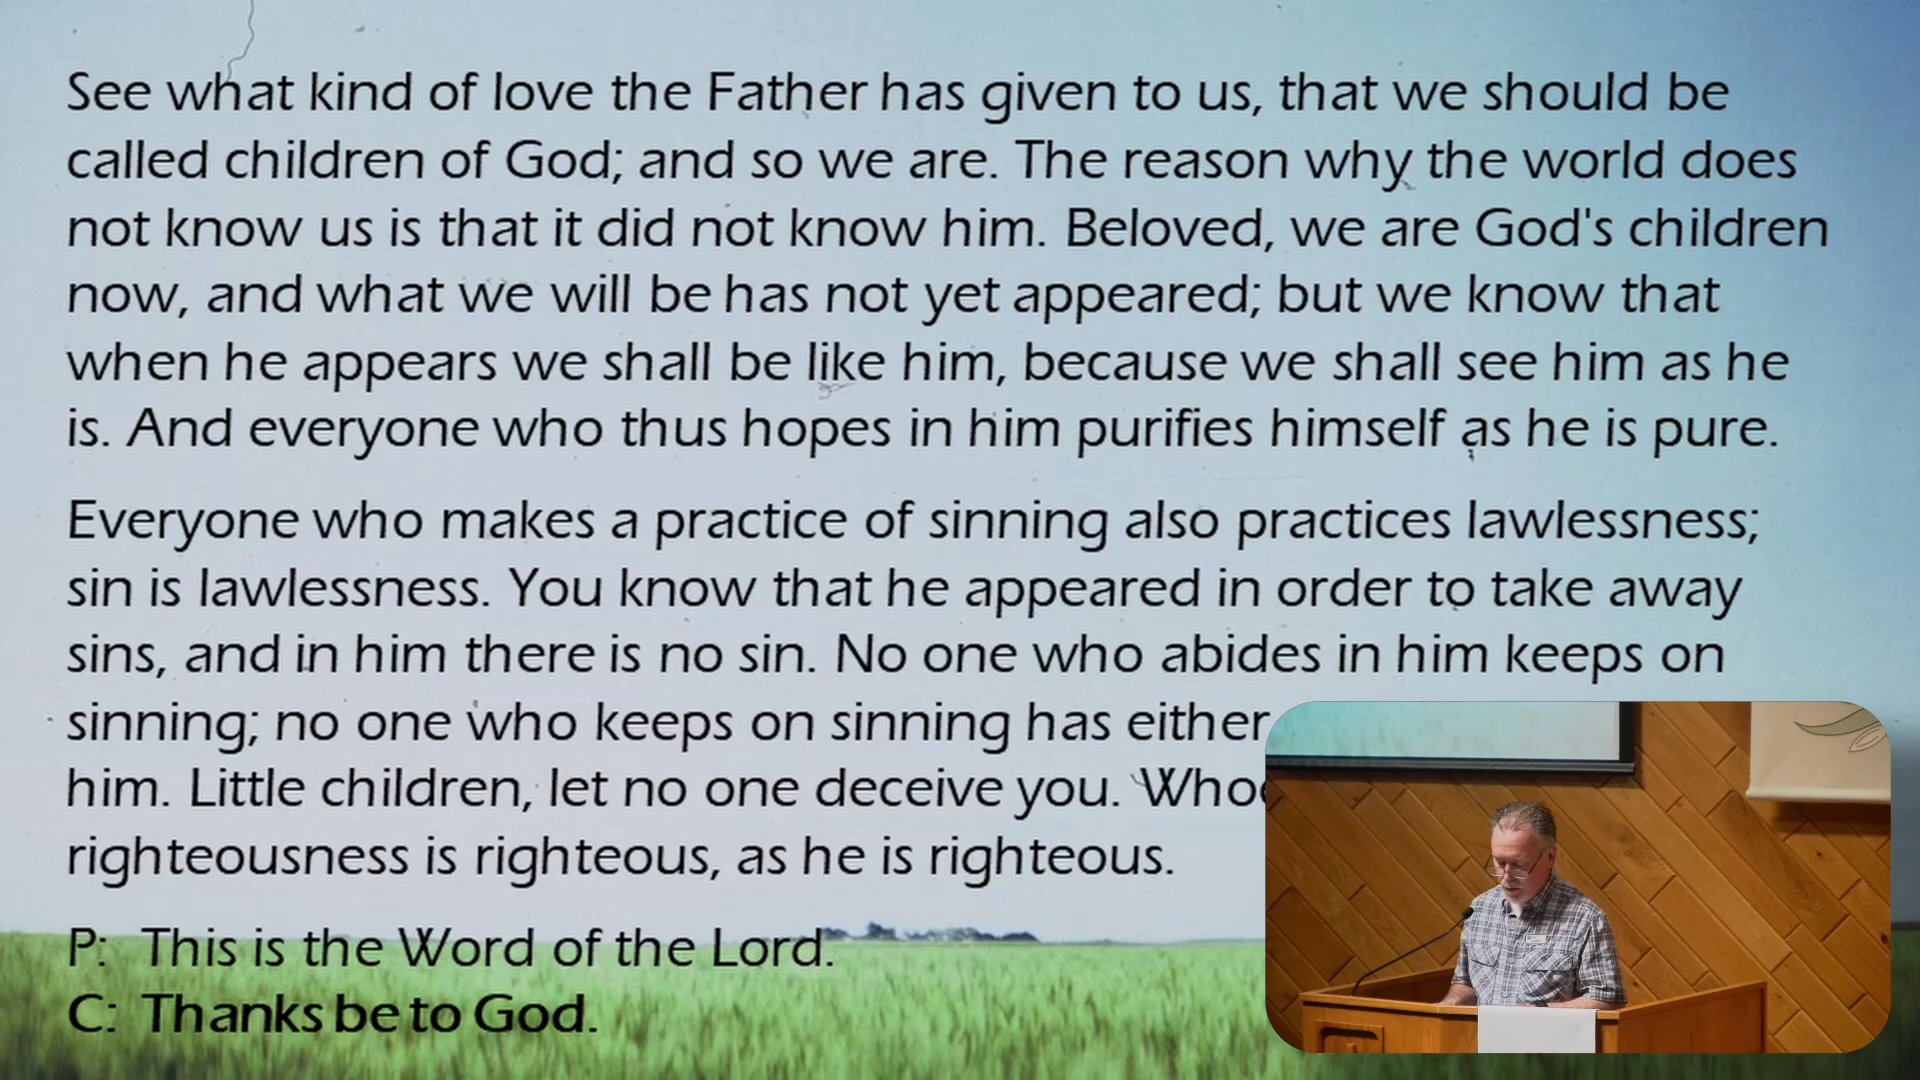 See what kind of love the Father has given to us, that we should be
called children of God; and so we are. The reason why the world does
not know us is that it did not know him. Beloved, we are God's children
now, and what we will be has not yet appeared; but we know that
when he appears we shall be like him, because we shall see him as he
is. And everyone who thus hopes in him purifies himself as he is pure.
Everyone who makes a practice of sinning also practices lawlessness;
sin is lawlessness. You know that he appeared in order to take away
sins, and in him there is no sin. No one who abides in him keeps on
sinning; no one who keeps on sinning has either
him. Little children, let no one deceive you.
righteousness is righteous, as he is righteous.
P: This is the Word of the Lord.
C: Thanks be to God.